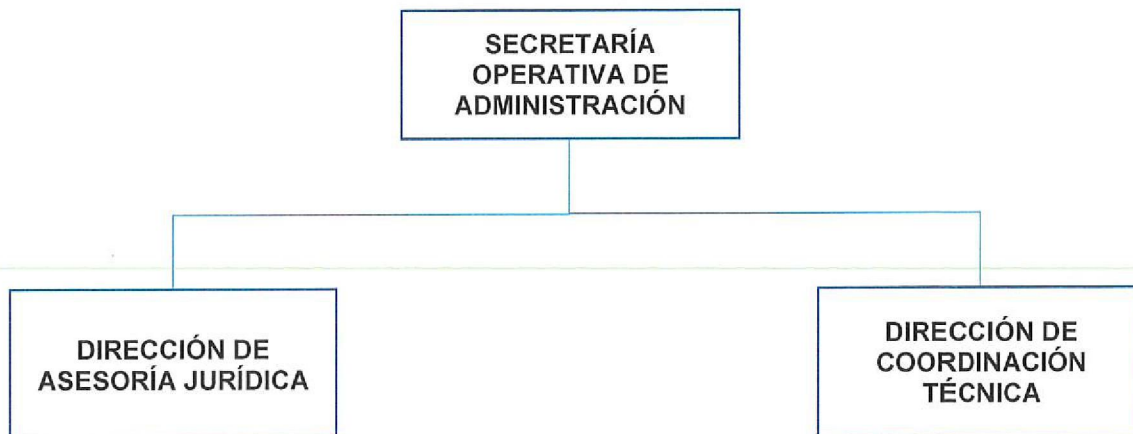 SECRETARÍA
OPERATIVA DE
ADMINISTRACIÓN
DIRECCIÓN DE
ASESORÍA JURÍDICA
DIRECCIÓN DE
COORDINACIÓN
TÉCNICA